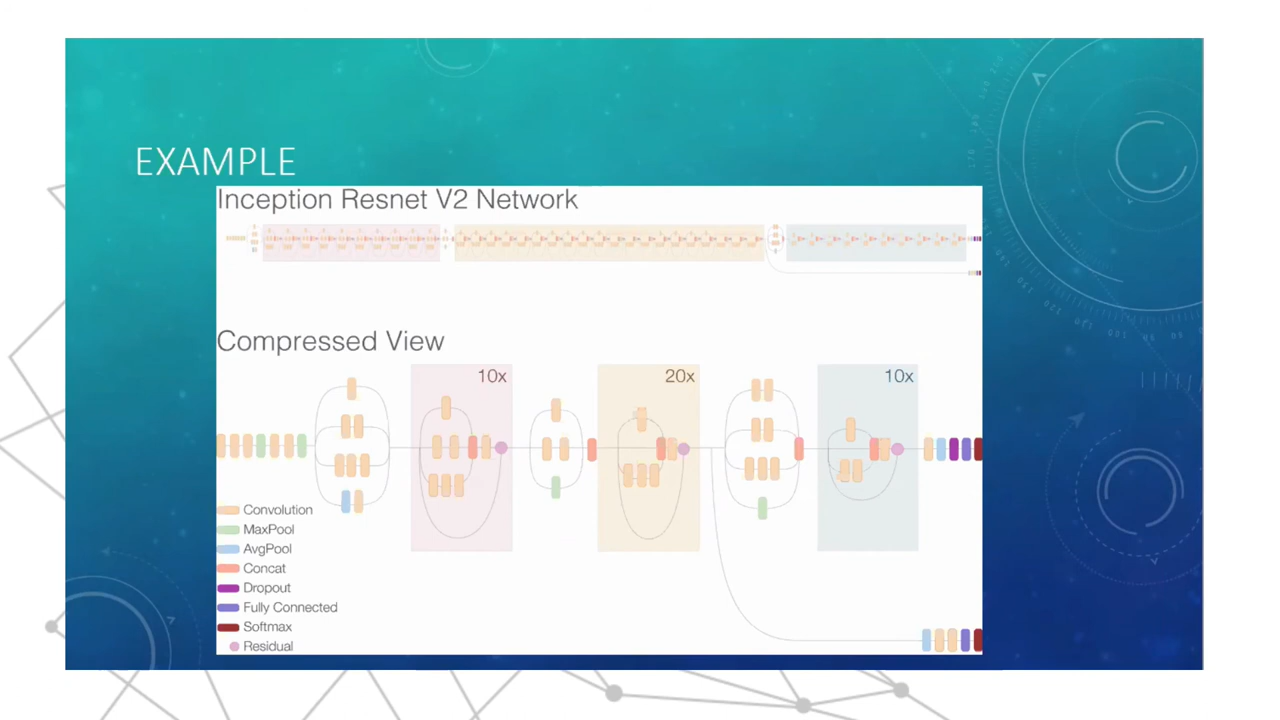 EXAMPLE
Inception Resnet V2 Network
Compressed View
10x
20x
10x
Convolution
MaxPool
AvgPool
Concat
Dropout
Fully Connected
Softmax
Residual